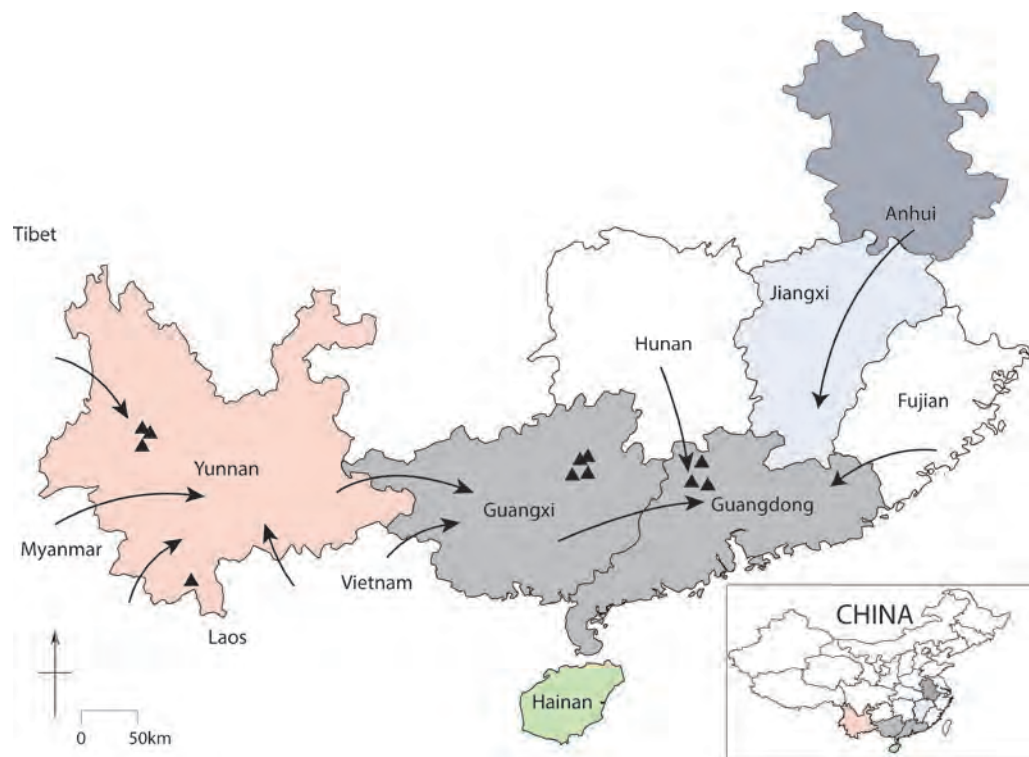 Anhui
Tibet
Jiangxi
Hunan
Fujian
Yunnan
Guangxi
Guangdong
Myanmar
Vietnam
Laos
CHINA
Hainan
0 50km